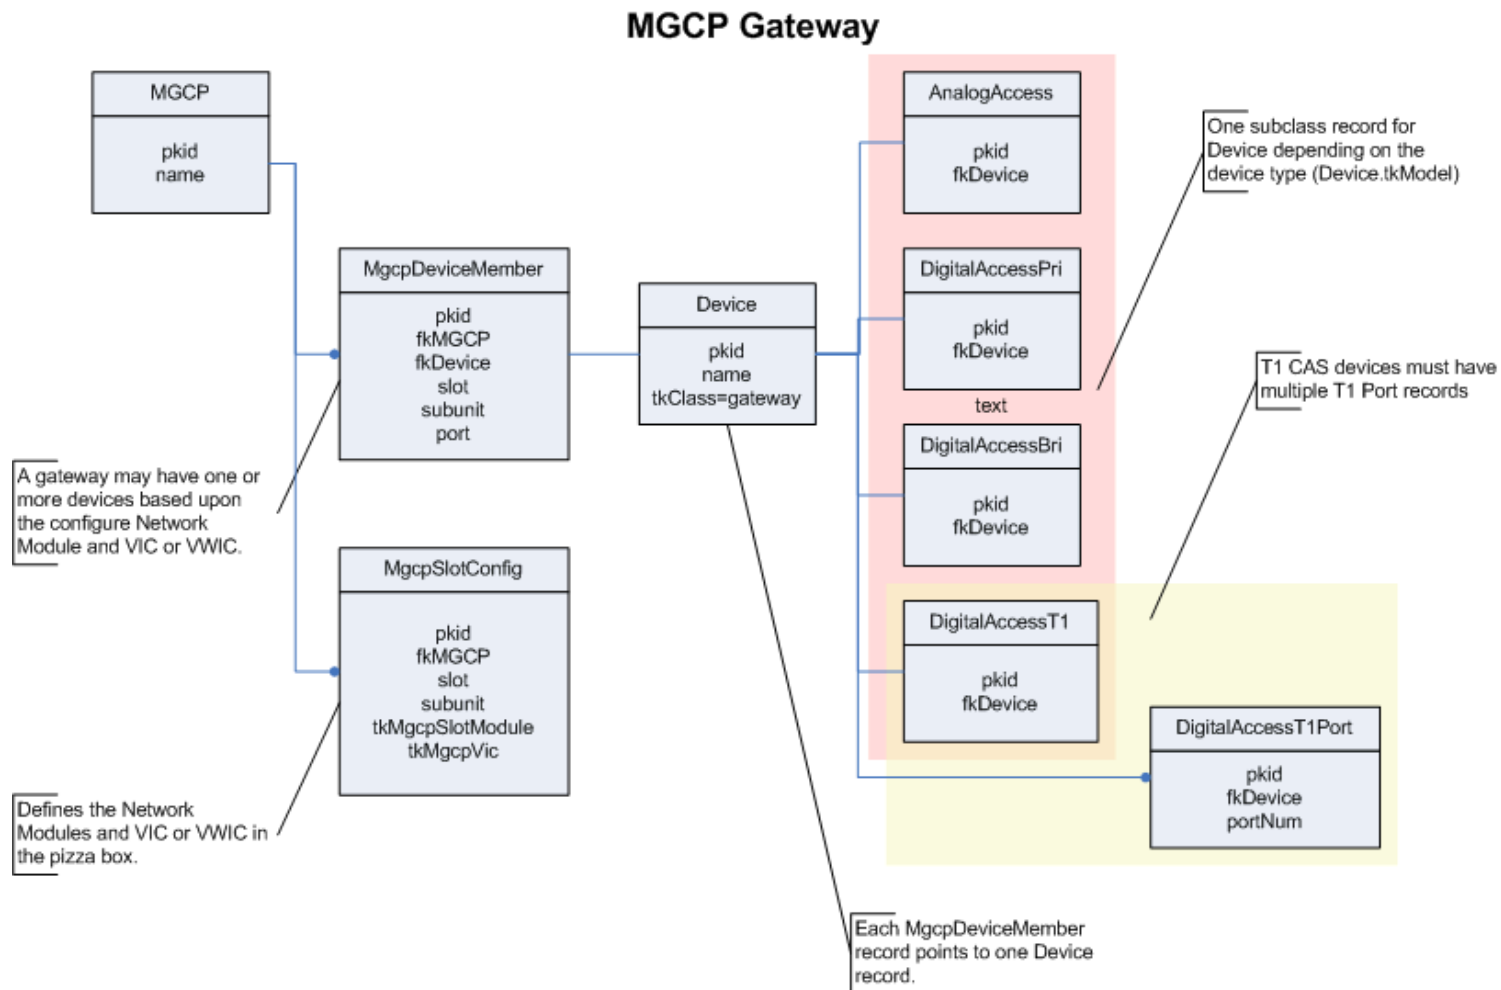 MGCP Gateway
MGCP
pkid
name
MgcpDeviceMember
pkid
fkMGCP
fkDevice
slot
subunit
port
A gateway may have one or
more devices based upon
the configure Network
Module and VIC or VWIC.
MgcpSlotConfig
pkid
fkMGCP
slot
subunit
tkMgcpSlotModule
tkMgcpVic
Defines the Network
Modules and VIC or VWIC in
the pizza box.
Device
pkid
name
tkClass=gateway
Each MgcpDeviceMember
record points to one Device
record.
AnalogAccess
pkid
fkDevice
DigitalAccessPri
pkid
fkDevice
text
DigitalAccessBri
pkid
fkDevice
DigitalAccessT1
pkid
fkDevice
One subclass record for
Device depending on the
device type (Device.tkModel)
T1 CAS devices must have
multiple T1 Port records
DigitalAccessT1Port
pkid
fkDevice
portNum